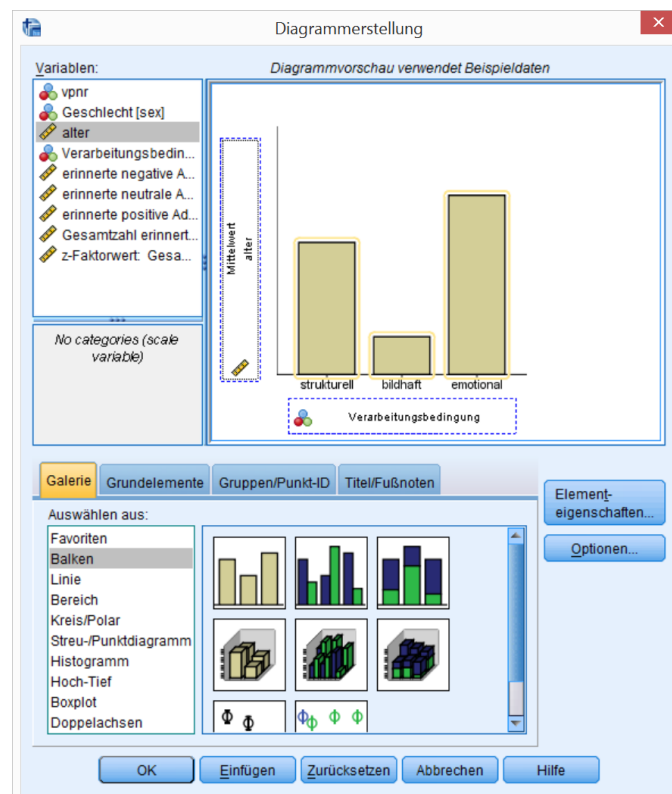 Diagrammerstellung
Variablen:
Diagrammvorschau verwendet Beispieldaten
vpnr
Geschlecht [sex]
alter
Verarbeitungsbedin...
erinnerte negative A...
erinnerte neutrale A...
erinnerte positive Ad...
Gesamtzahl erinnert...
z-Faktorwert: Gesa...
No categories (scale
variable)
Mittelwert
alter
strukturell bildhaft emotional
Verarbeitungsbedingung
Galerie Grundelemente Gruppen/Punkt-ID Titel/Fußnoten
Auswählen aus:
Favoriten
Balken
Linie
Bereich
Kreis/Polar
Streu-/Punktdiagramm
Histogramm
Hoch-Tief
Boxplot
Doppelachsen
Element-
eigenschaften...
Optionen...
OK Einfügen Zurücksetzen Abbrechen Hilfe